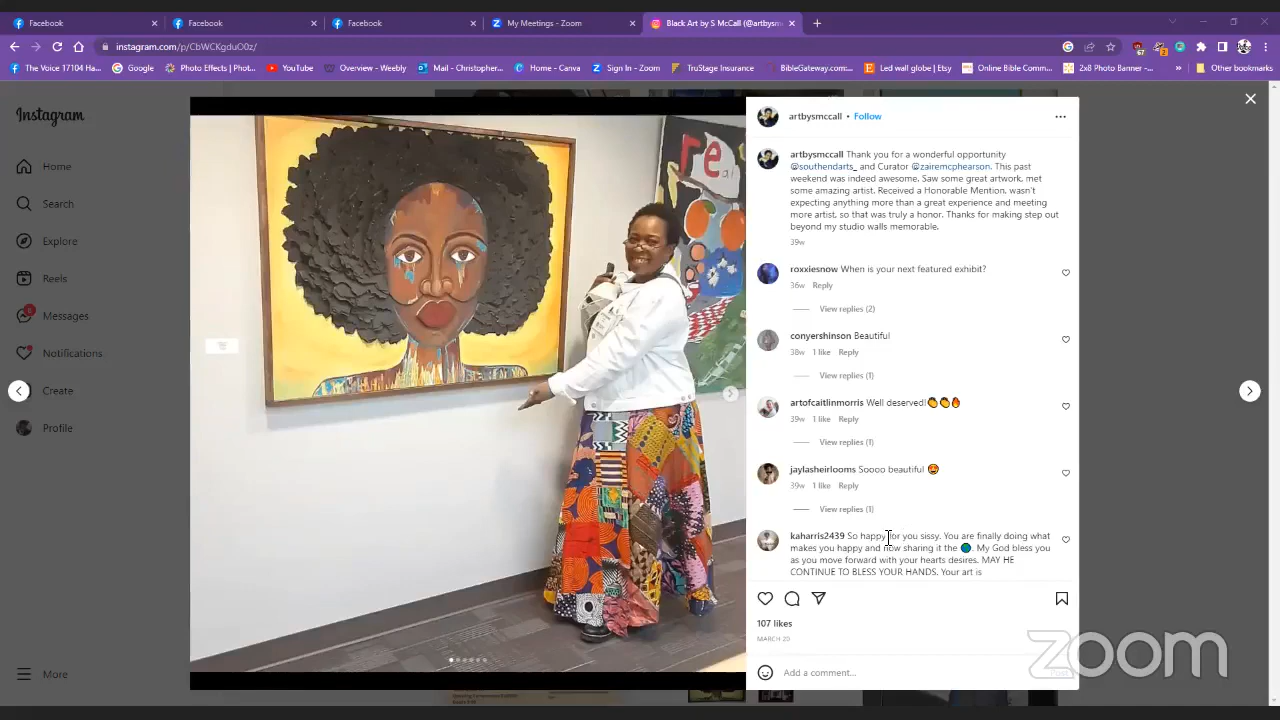 Facebook
Facebook
Facebook
My Meetings - Zoom
Black Art by S McCall (@artbysm
instagram.com/p/CbWCKgduO0z/
The Voice 17104 Ha...
Google
Photo Effects | Phot...
YouTube
Overview - Weebly
Mail - Christopher...
Home - Canva
Sign In - Zoom
TruStage Insurance
BibleGateway.com:...
Led wall globe | Etsy
Online Bible Comm...
2x8 Photo Banner -...
»
Other bookmarks
Instagram
Home
Search
Explore
Reels
Messages
Notifications
Create
Profile
More
rea
artbysmccall • Follow
artbysmccall Thank you for a wonderful opportunity
@southendarts_ and Curator @zairemcphearson. This past
weekend was indeed awesome. Saw some great artwork, met
some amazing artist. Received a Honorable Mention, wasn't
expecting anything more than a great experience and meeting
more artist, so that was truly a honor. Thanks for making step out
beyond my studio walls memorable.
39w
roxxiesnow When is your next featured exhibit?
36w Reply
View replies (2)
conyershinson Beautiful
38w 1 like Reply
View replies (1)
artofcaitlinmorris Well deserved!👏👏🔥
39w 1 like Reply
View replies (1)
jaylasheirlooms Soooo beautiful 🤩
39w 1 like Reply
View replies (1)
kaharris2439 So happy for you sissy. You are finally doing what
makes you happy and now sharing it the 🌎. My God bless you
as you move forward with your hearts desires. MAY HE
CONTINUE TO BLESS YOUR HANDS. Your art is
107 likes
MARCH 20
Add a comment...
Post
zoom